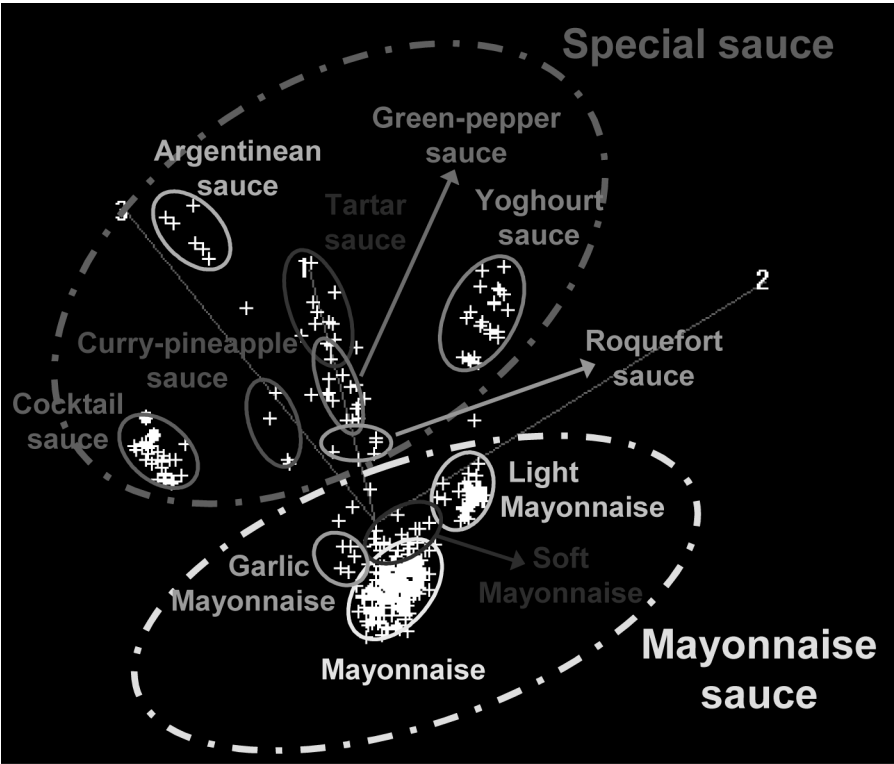 Special sauce
Green-pepper
sauce
Argentinean
sauce
Tartar
sauce
Yoghourt
sauce
3
1
2
Curry-pineapple
sauce
Roquefort
sauce
Cocktail
sauce
Light
Mayonnaise
Garlic
Mayonnaise
Soft
Mayonnaise
Mayonnaise
Mayonnaise
sauce